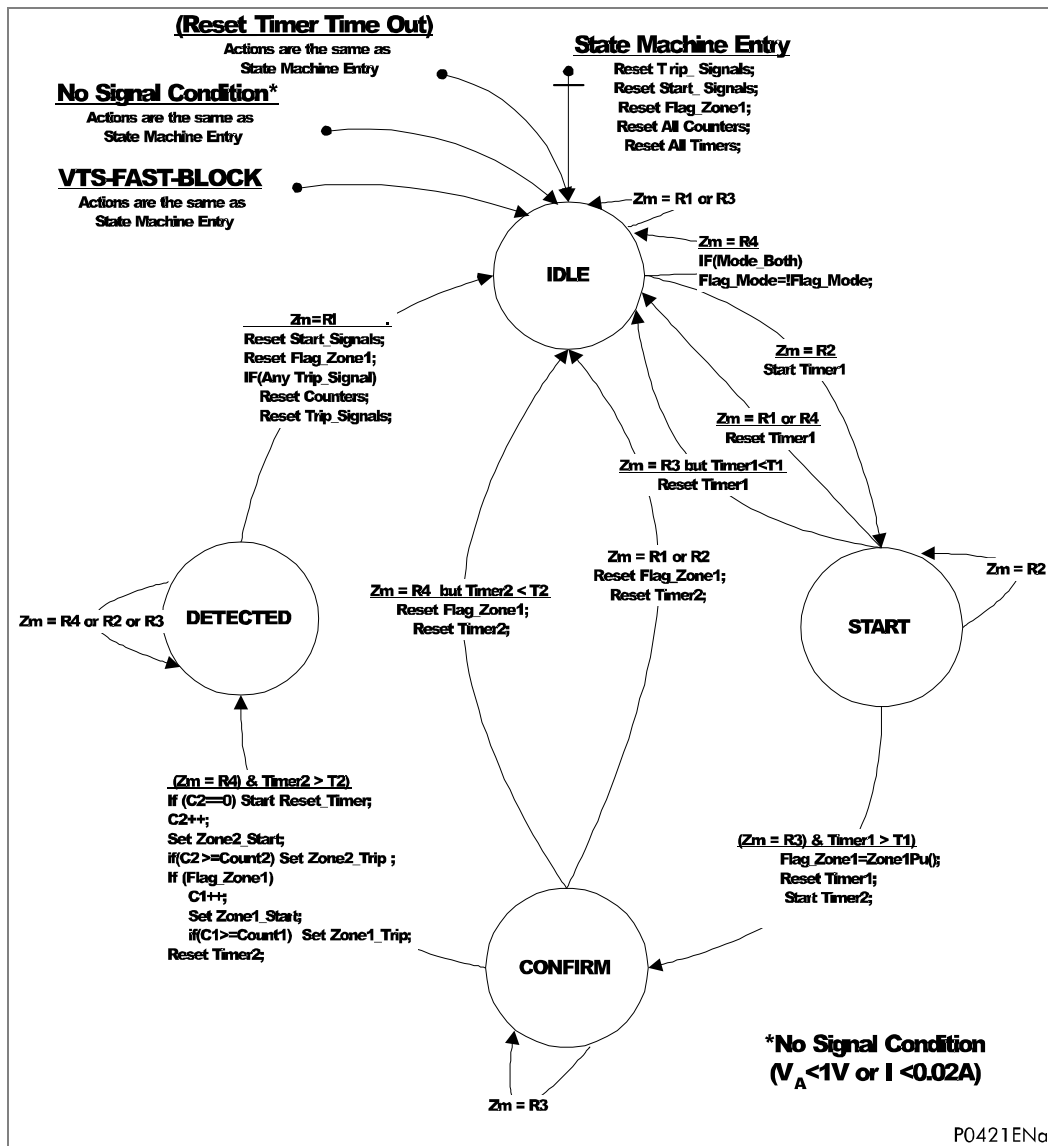 (Reset Timer Time Out)
Actions are the same as
State Machine Entry
State Machine Entry
Reset Trip_ Signals;
Reset Start_ Signals;
Reset Flag_Zone1;
Reset All Counters;
Reset All Timers;
No Signal Condition*
Actions are the same as
State Machine Entry
VTS-FAST-BLOCK
Actions are the same as
State Machine Entry
Zm = R1 or R3
Zm = R4
IF(Mode_Both)
Flag_Mode=!Flag_Mode;
IDLE
Zm=R1 .
Reset Start_Signals;
Reset Flag_Zone1;
IF(Any Trip_Signal)
Reset Counters;
Reset Trip_Signals;
Zm = R2
Start Timer1
Zm = R1 or R4
Reset Timer1
Zm = R3 but Timer1<T1
Reset Timer1
Zm = R1 or R2
Reset Flag_Zone1;
Reset Timer2;
Zm = R4 but Timer2 < T2
Reset Flag_Zone1;
Reset Timer2;
Zm = R2
START
DETECTED
Zm = R4 or R2 or R3
(Zm = R4) & Timer2 > T2)
If (C2==0) Start Reset_Timer;
C2++;
Set Zone2_Start;
if(C2 >=Count2) Set Zone2_Trip ;
If (Flag_Zone1)
C1++;
Set Zone1_Start;
if(C1>=Count1) Set Zone1_Trip;
Reset Timer2;
(Zm = R3) & Timer1 > T1)
Flag_Zone1=Zone1Pu();
Reset Timer1;
Start Timer2;
CONFIRM
Zm = R3
*No Signal Condition
(VA<1V or I <0.02A)
P0421ENa